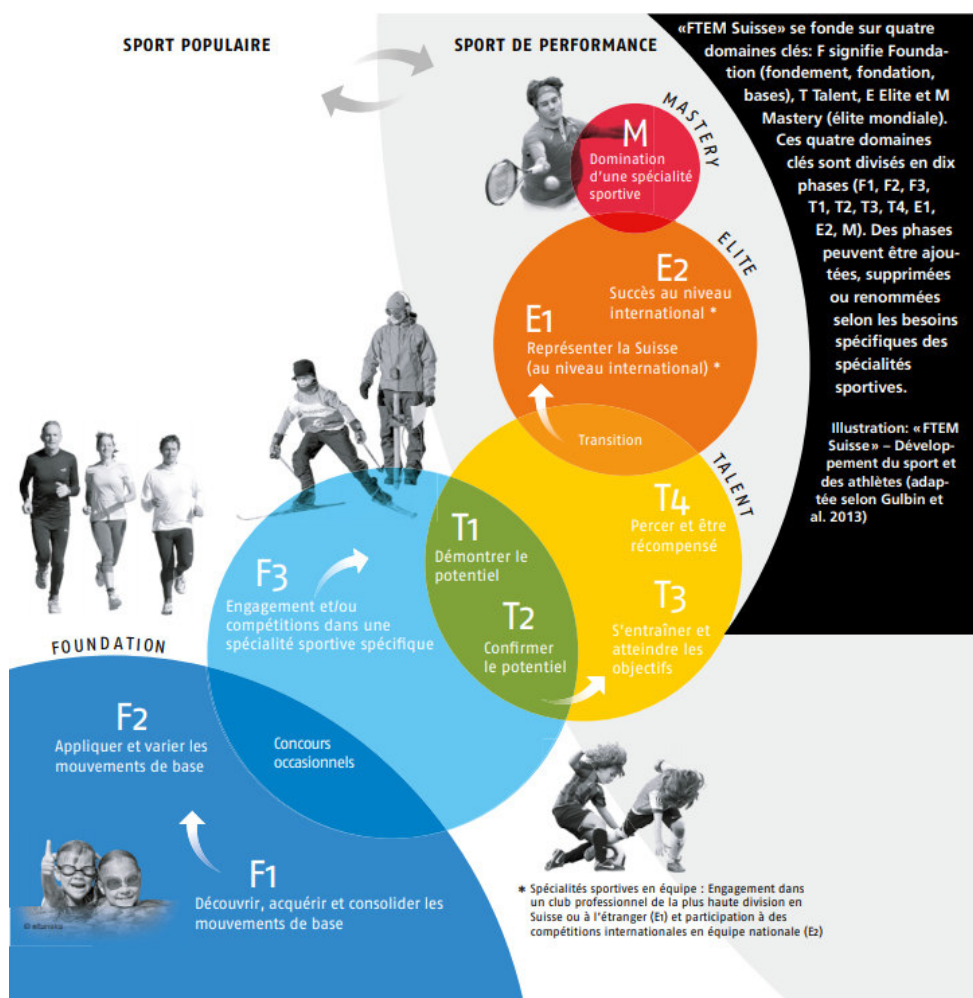 SPORT POPULAIRE
SPORT DE PERFORMANCE
«FTEM Suisse» se fonde sur quatre
domaines clés: F signifie Founda-
tion (fondement, fondation,
bases), T Talent, E Elite et M
Mastery (élite mondiale).
Ces quatre domaines
clés sont divisés en dix
phases (F1, F2, F3,
T1, T2, T3, T4, E1,
E2, M). Des phases
peuvent être ajou-
tées, supprimées
ou renommées
selon les besoins
spécifiques des
spécialités
sportives.
Illustration: «FTEM
Suisse» – Dévelop-
pement du sport et
des athlètes (adap-
tée selon Gulbin et
al. 2013)
MASTERY
M
Domination
d'une spécialité
sportive
ELITE
E2
Succès au niveau
international *
E1
Représenter la Suisse
(au niveau international) *
Transition
TALENT
T4
Percer et être
récompensé
T1
Démontrer le
potentiel
T3
S'entraîner et
atteindre les
objectifs
T2
Confirmer
le potentiel
F3
Engagement et/ou
compétitions dans une
spécialité sportive spécifique
FOUNDATION
F2
Appliquer et varier les
mouvements de base
Concours
occasionnels
F1
Découvrir, acquérir et consolider les
mouvements de base
* Spécialités sportives en équipe : Engagement dans
un club professionnel de la plus haute division en
Suisse ou à l'étranger (E1) et participation à des
compétitions internationales en équipe nationale (E2)